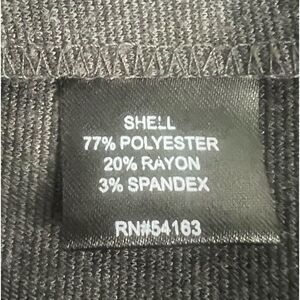 SHELL
77% POLYESTER
20% RAYON
3% SPANDEX
RN#54163